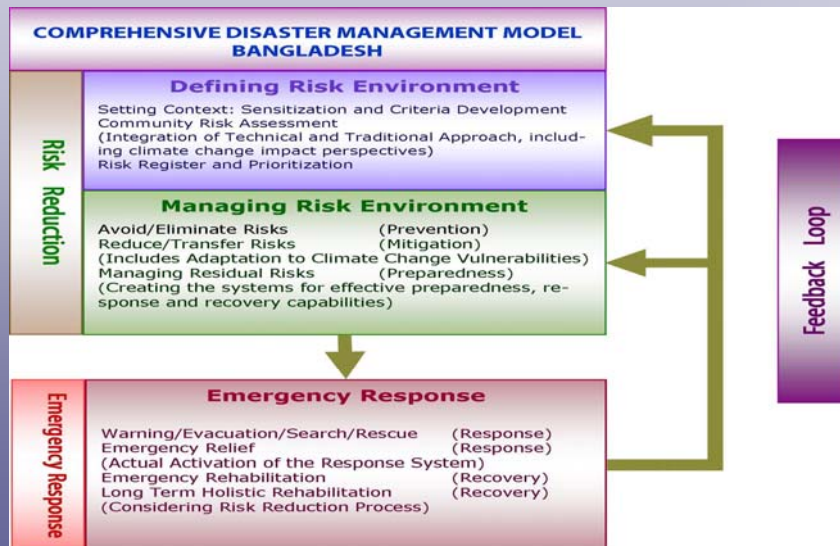 COMPREHENSIVE DISASTER MANAGEMENT MODEL
BANGLADESH
Risk Reduction
Defining Risk Environment
Setting Context: Sensitization and Criteria Development
Community Risk Assessment
(Integration of Technical and Traditional Approach, includ-
ing climate change impact perspectives)
Risk Register and Prioritization
Managing Risk Environment
Avoid/Eliminate Risks (Prevention)
Reduce/Transfer Risks (Mitigation)
(Includes Adaptation to Climate Change Vulnerabilities)
Managing Residual Risks (Preparedness)
(Creating the systems for effective preparedness, re-
sponse and recovery capabilities)
Emergency Response
Emergency Response
Warning/Evacuation/Search/Rescue (Response)
Emergency Relief (Response)
(Actual Activation of the Response System)
Emergency Rehabilitation (Recovery)
Long Term Holistic Rehabilitation (Recovery)
(Considering Risk Reduction Process)
Feedback Loop